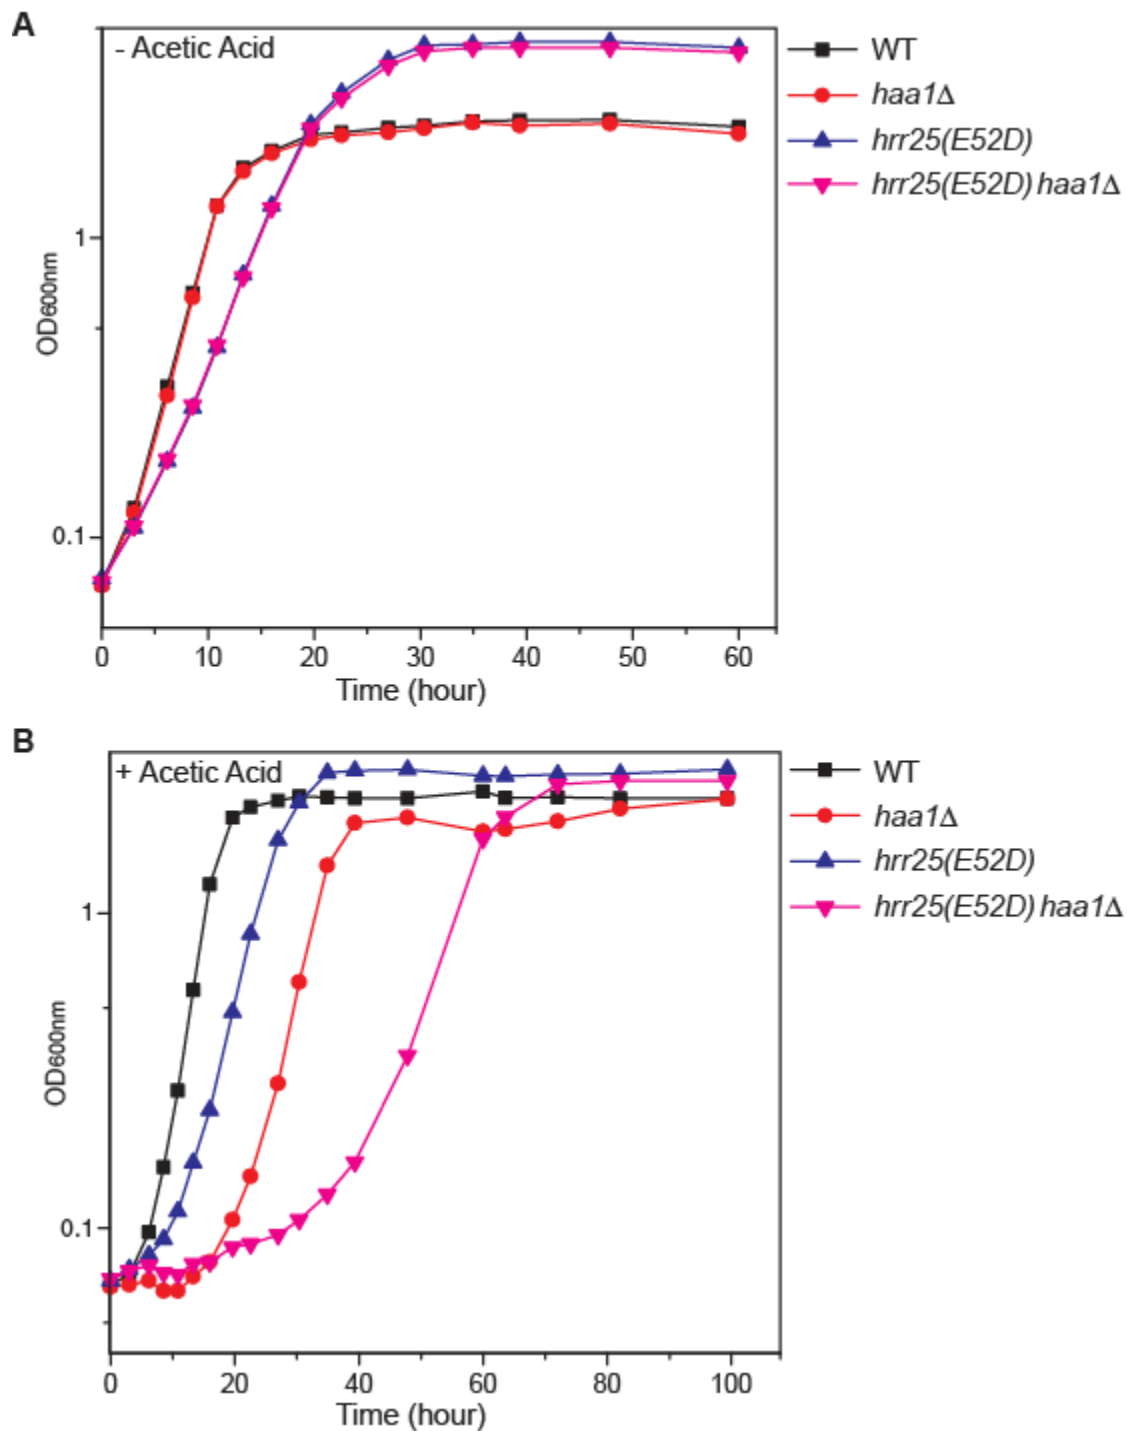 A
- Acetic Acid
WT
haa1Δ
hrr25(E52D)
hrr25(E52D) haa1Δ
1
0.1
OD600nm
0 10 20 30 40 50 60
Time (hour)
B
+ Acetic Acid
WT
haa1Δ
hrr25(E52D)
hrr25(E52D) haa1Δ
1
0.1
OD600nm
0 20 40 60 80 100
Time (hour)